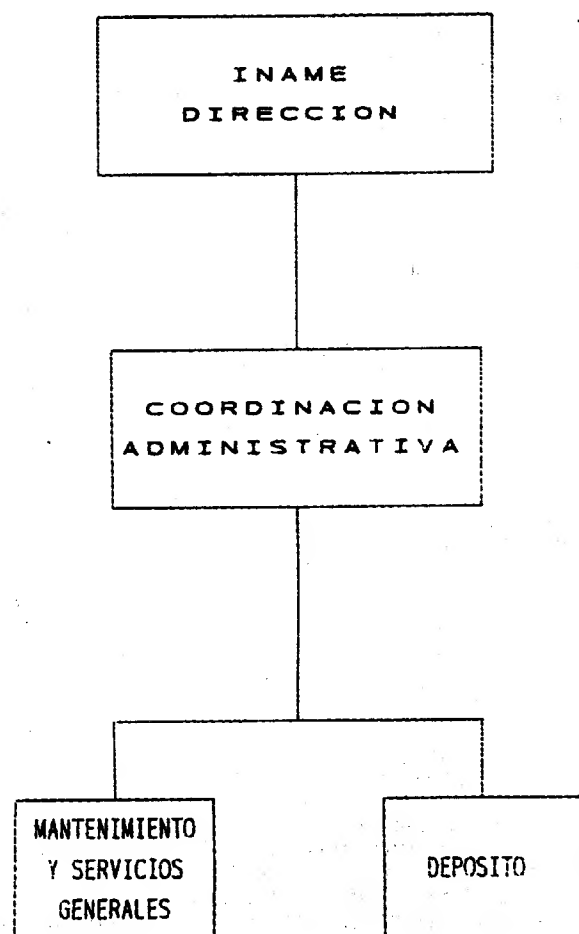 INAME
DIRECCION
COORDINACION
ADMINISTRATIVA
MANTENIMIENTO
Y SERVICIOS
GENERALES
DEPOSITO